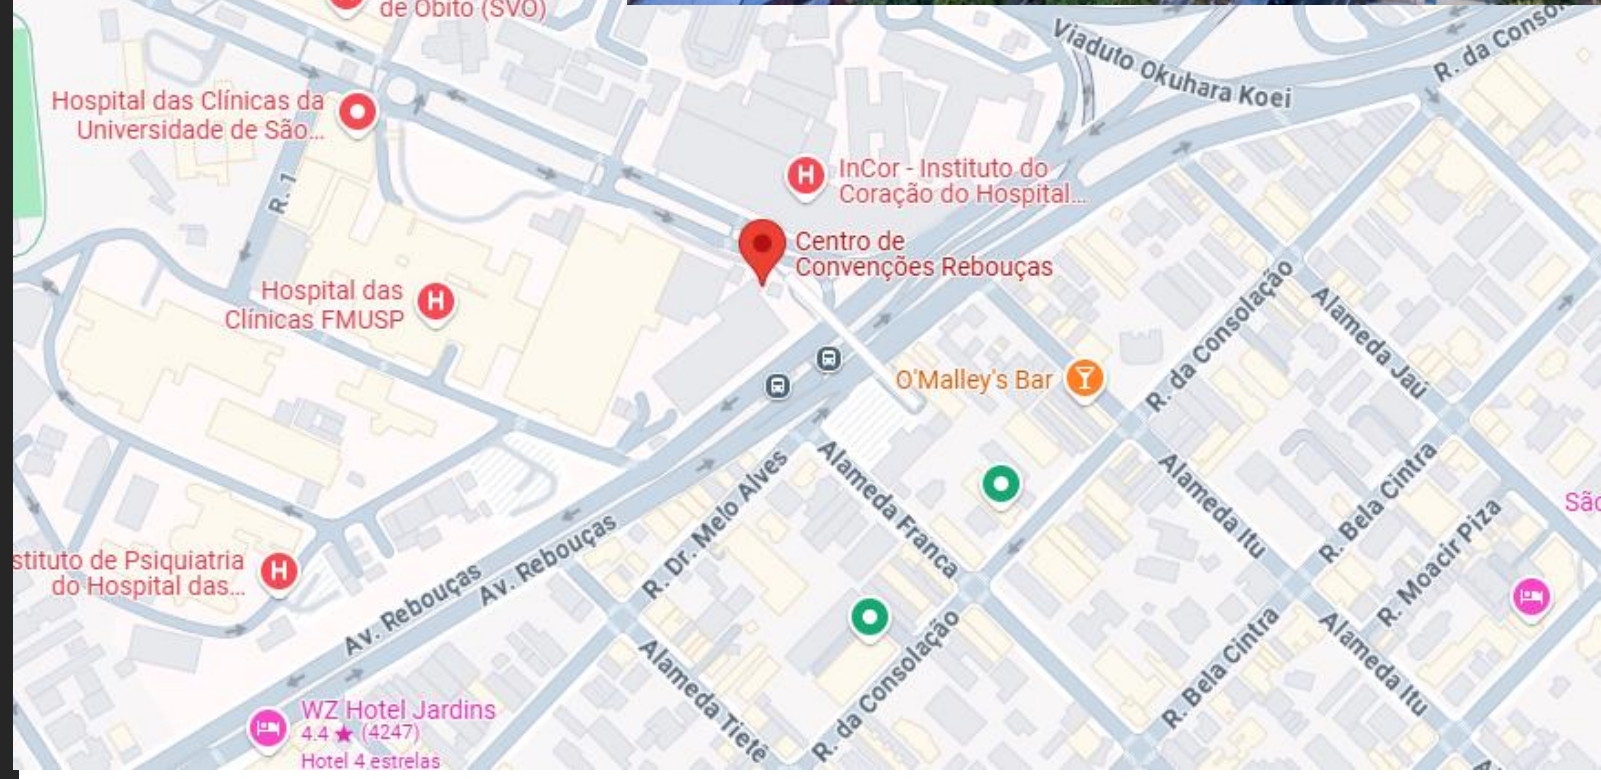 de Óbito (SVO)
Viaduto Okuhara Koei
R. da Conso
Hospital das Clínicas da
Universidade de São...
H InCor - Instituto do
Coração do Hospital...
R. 1
Centro de
Convenções Rebouças
Hospital das
Clínicas FMUSP
H
R. da Consolação
Alameda Jaú
O'Malley's Bar
Alameda Itu
R. Bela Cintra
R. Moacir Piza
São
R. Dr. Melo Alves
Alameda Franca
stituto de Psiquiatria
do Hospital das...
H
Av. Rebouças
Av. Rebouças
R. da Consolação
R. Bela Cintra
Alameda Itu
Alameda Tietê
WZ Hotel Jardins
4.4 ★ (4247)
Hotel 4 estrelas
A